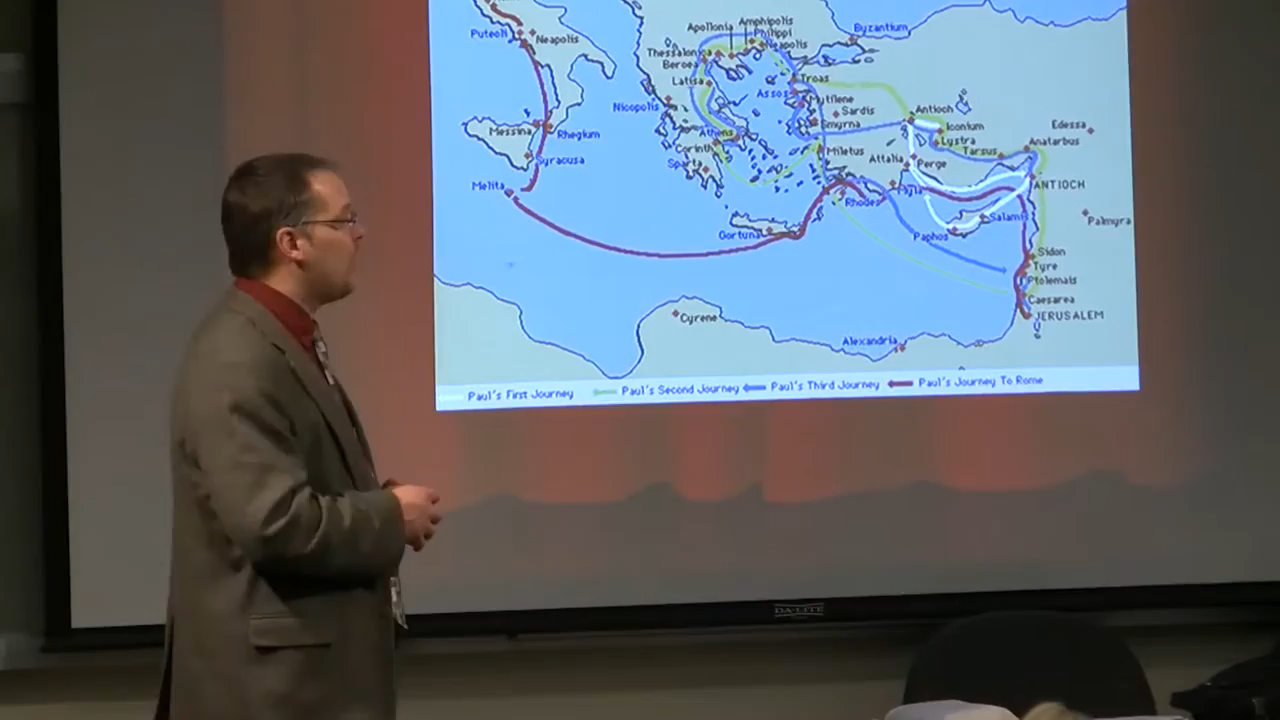 Amphipolis
Apollonia
Philippi
Byzantium
Puteoli
Neapolis
Neapolis
Thessalonica
Beroea
Troas
Latisa
Assos
Mytilene
Nicopolis
Sardis
Antioch
Smyrna
Iconium
Edessa
Messina
Rhegium
Athens
Lystra
Anatarbus
Corinth
Miletus
Tarsus
Syracusa
Sparta
Attalia
Perge
Melita
Myra
ANTIOCH
Rhodes
Salamis
Palmyra
Gortuna
Paphos
Sidon
Tyre
Ptolemais
Caesarea
Cyrene
JERUSALEM
Alexandria
Paul's First Journey Paul's Second Journey Paul's Third Journey Paul's Journey To Rome
DA-LITE